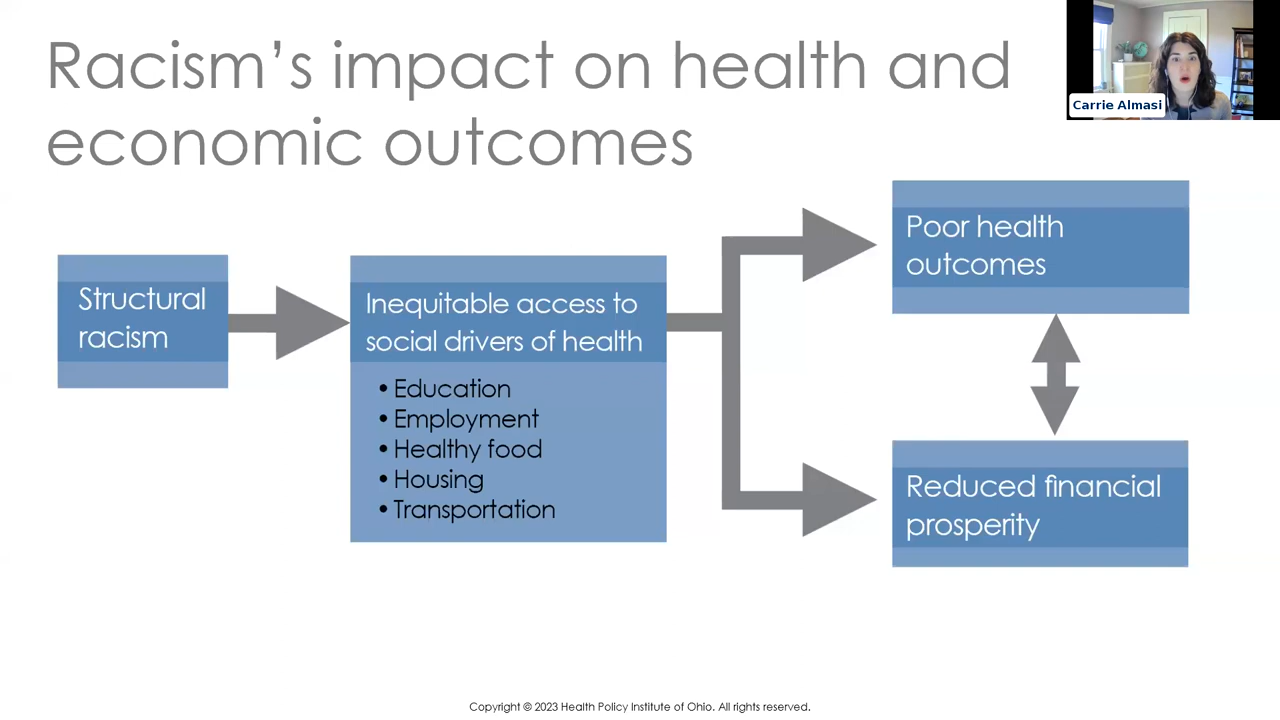 Racism’s impact on health and
economic outcomes
Carrie Almasi
Structural
racism
Inequitable access to
social drivers of health
• Education
• Employment
• Healthy food
• Housing
• Transportation
Poor health
outcomes
Reduced financial
prosperity
Copyright © 2023 Health Policy Institute of Ohio. All rights reserved.